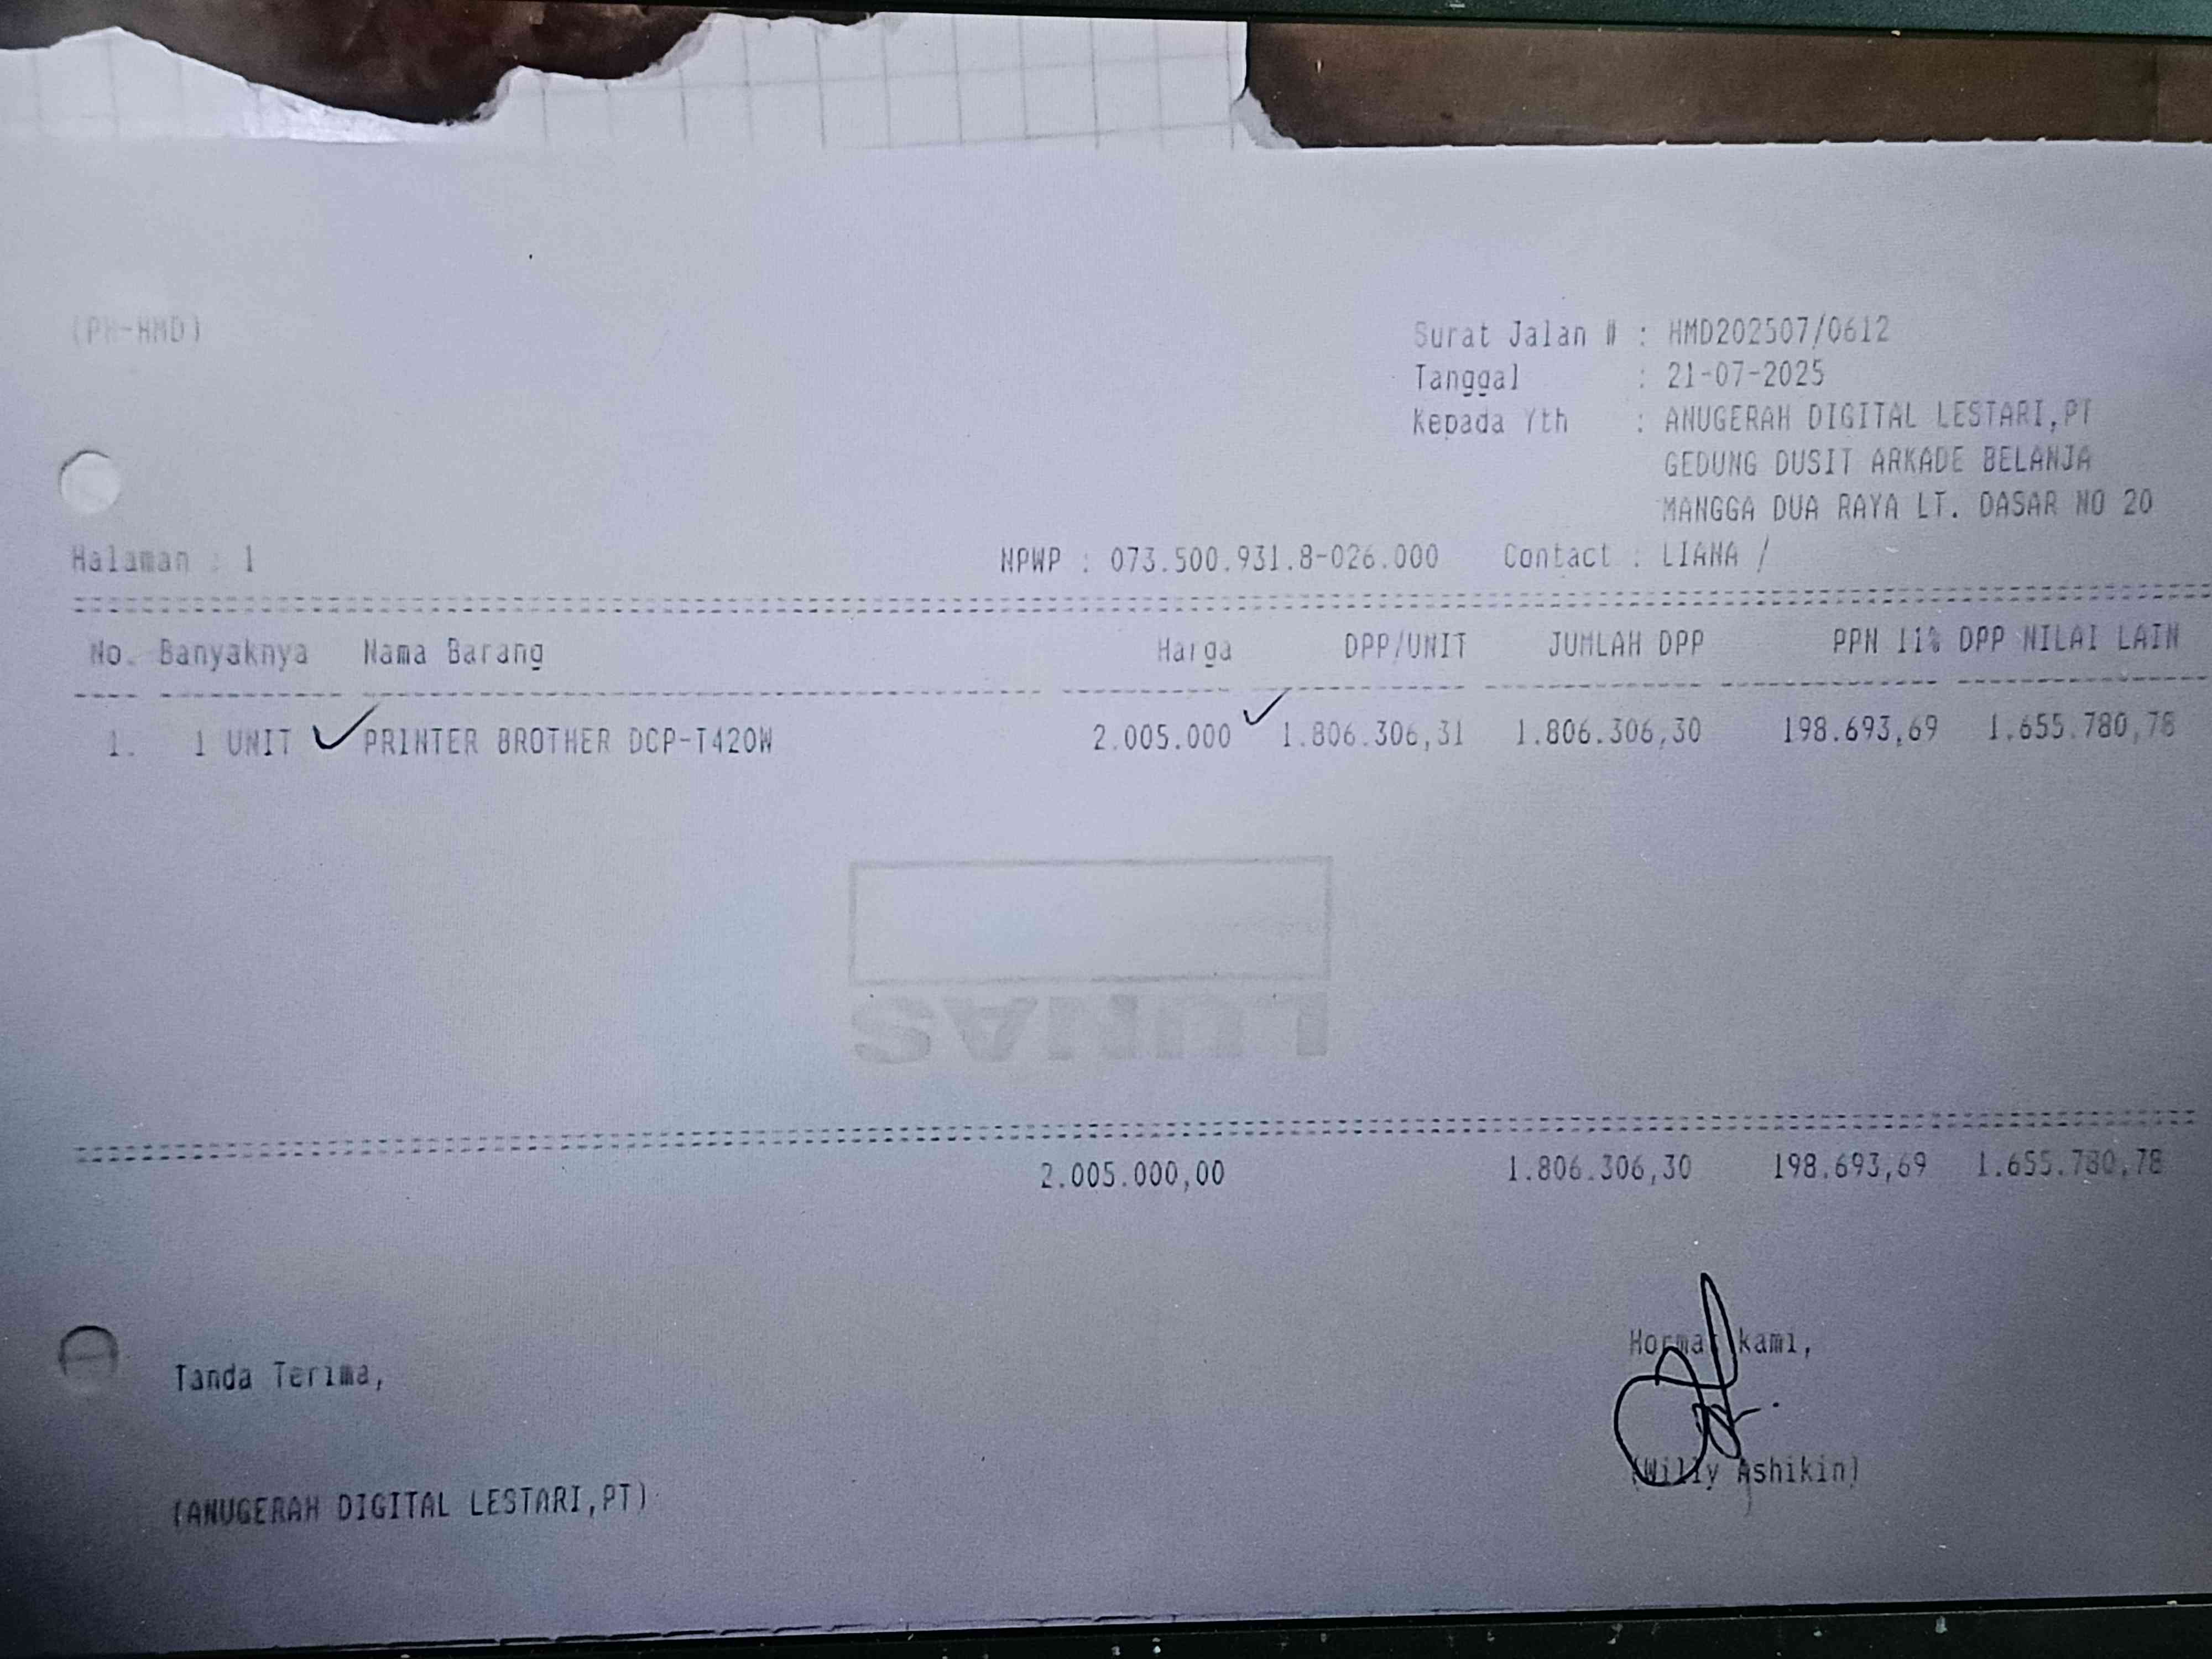 (PH-HMD)
Surat Jalan # : HMD202507/0612
Tanggal : 21-07-2025
Kepada Yth : ANUGERAH DIGITAL LESTARI,PT
GEDUNG DUSIT ARKADE BELANJA
MANGGA DUA RAYA LT. DASAR NO 20
Halaman : 1 NPWP : 073.500.931.8-026.000 Contact : LIANA /
No. Banyaknya Nama Barang Harga DPP/UNIT JUMLAH DPP PPN 11% DPP NILAI LAIN
1. 1 UNIT PRINTER BROTHER DCP-T420W 2.005.000 1.806.306,31 1.806.306,30 198.693,69 1.655.780,78
LUNAS
2.005.000,00 1.806.306,30 198.693,69 1.655.780,78
Tanda Terima, Hormat kami,
(ANUGERAH DIGITAL LESTARI,PT) (Willy Ashikin)